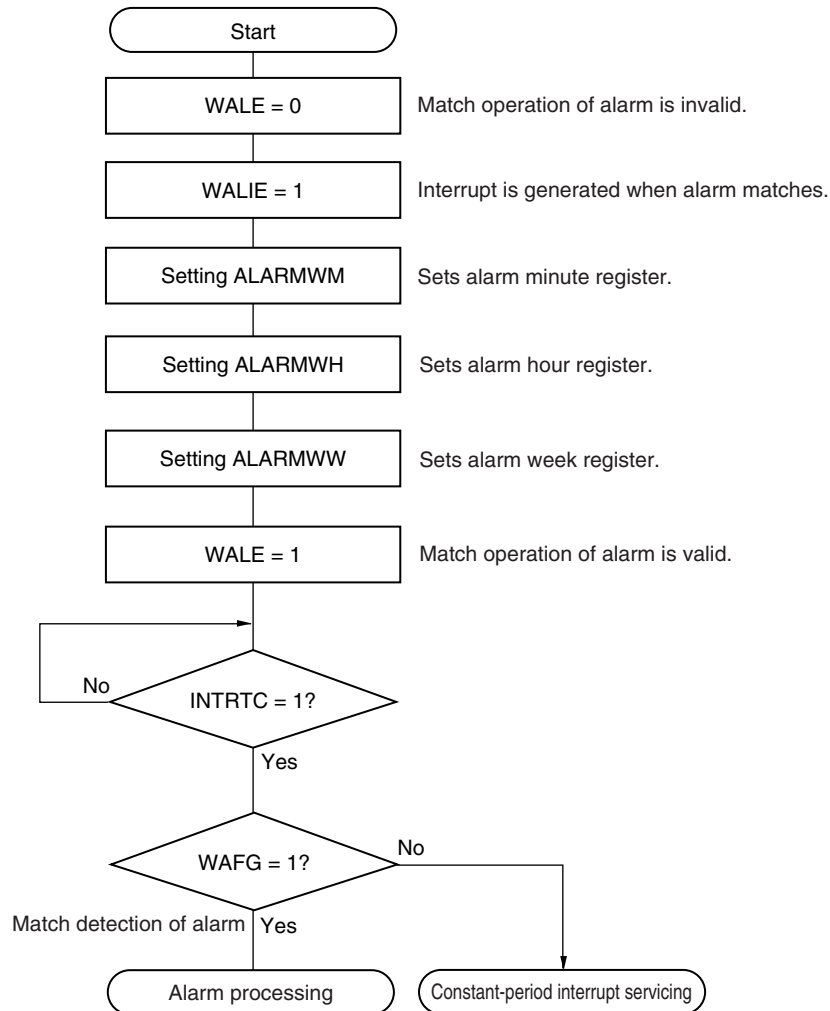 Start
WALE = 0
Match operation of alarm is invalid.
WALIE = 1
Interrupt is generated when alarm matches.
Setting ALARMWM
Sets alarm minute register.
Setting ALARMWH
Sets alarm hour register.
Setting ALARMWW
Sets alarm week register.
WALE = 1
Match operation of alarm is valid.
No
INTRTC = 1?
Yes
No
WAFG = 1?
Match detection of alarm
Yes
Alarm processing
Constant-period interrupt servicing